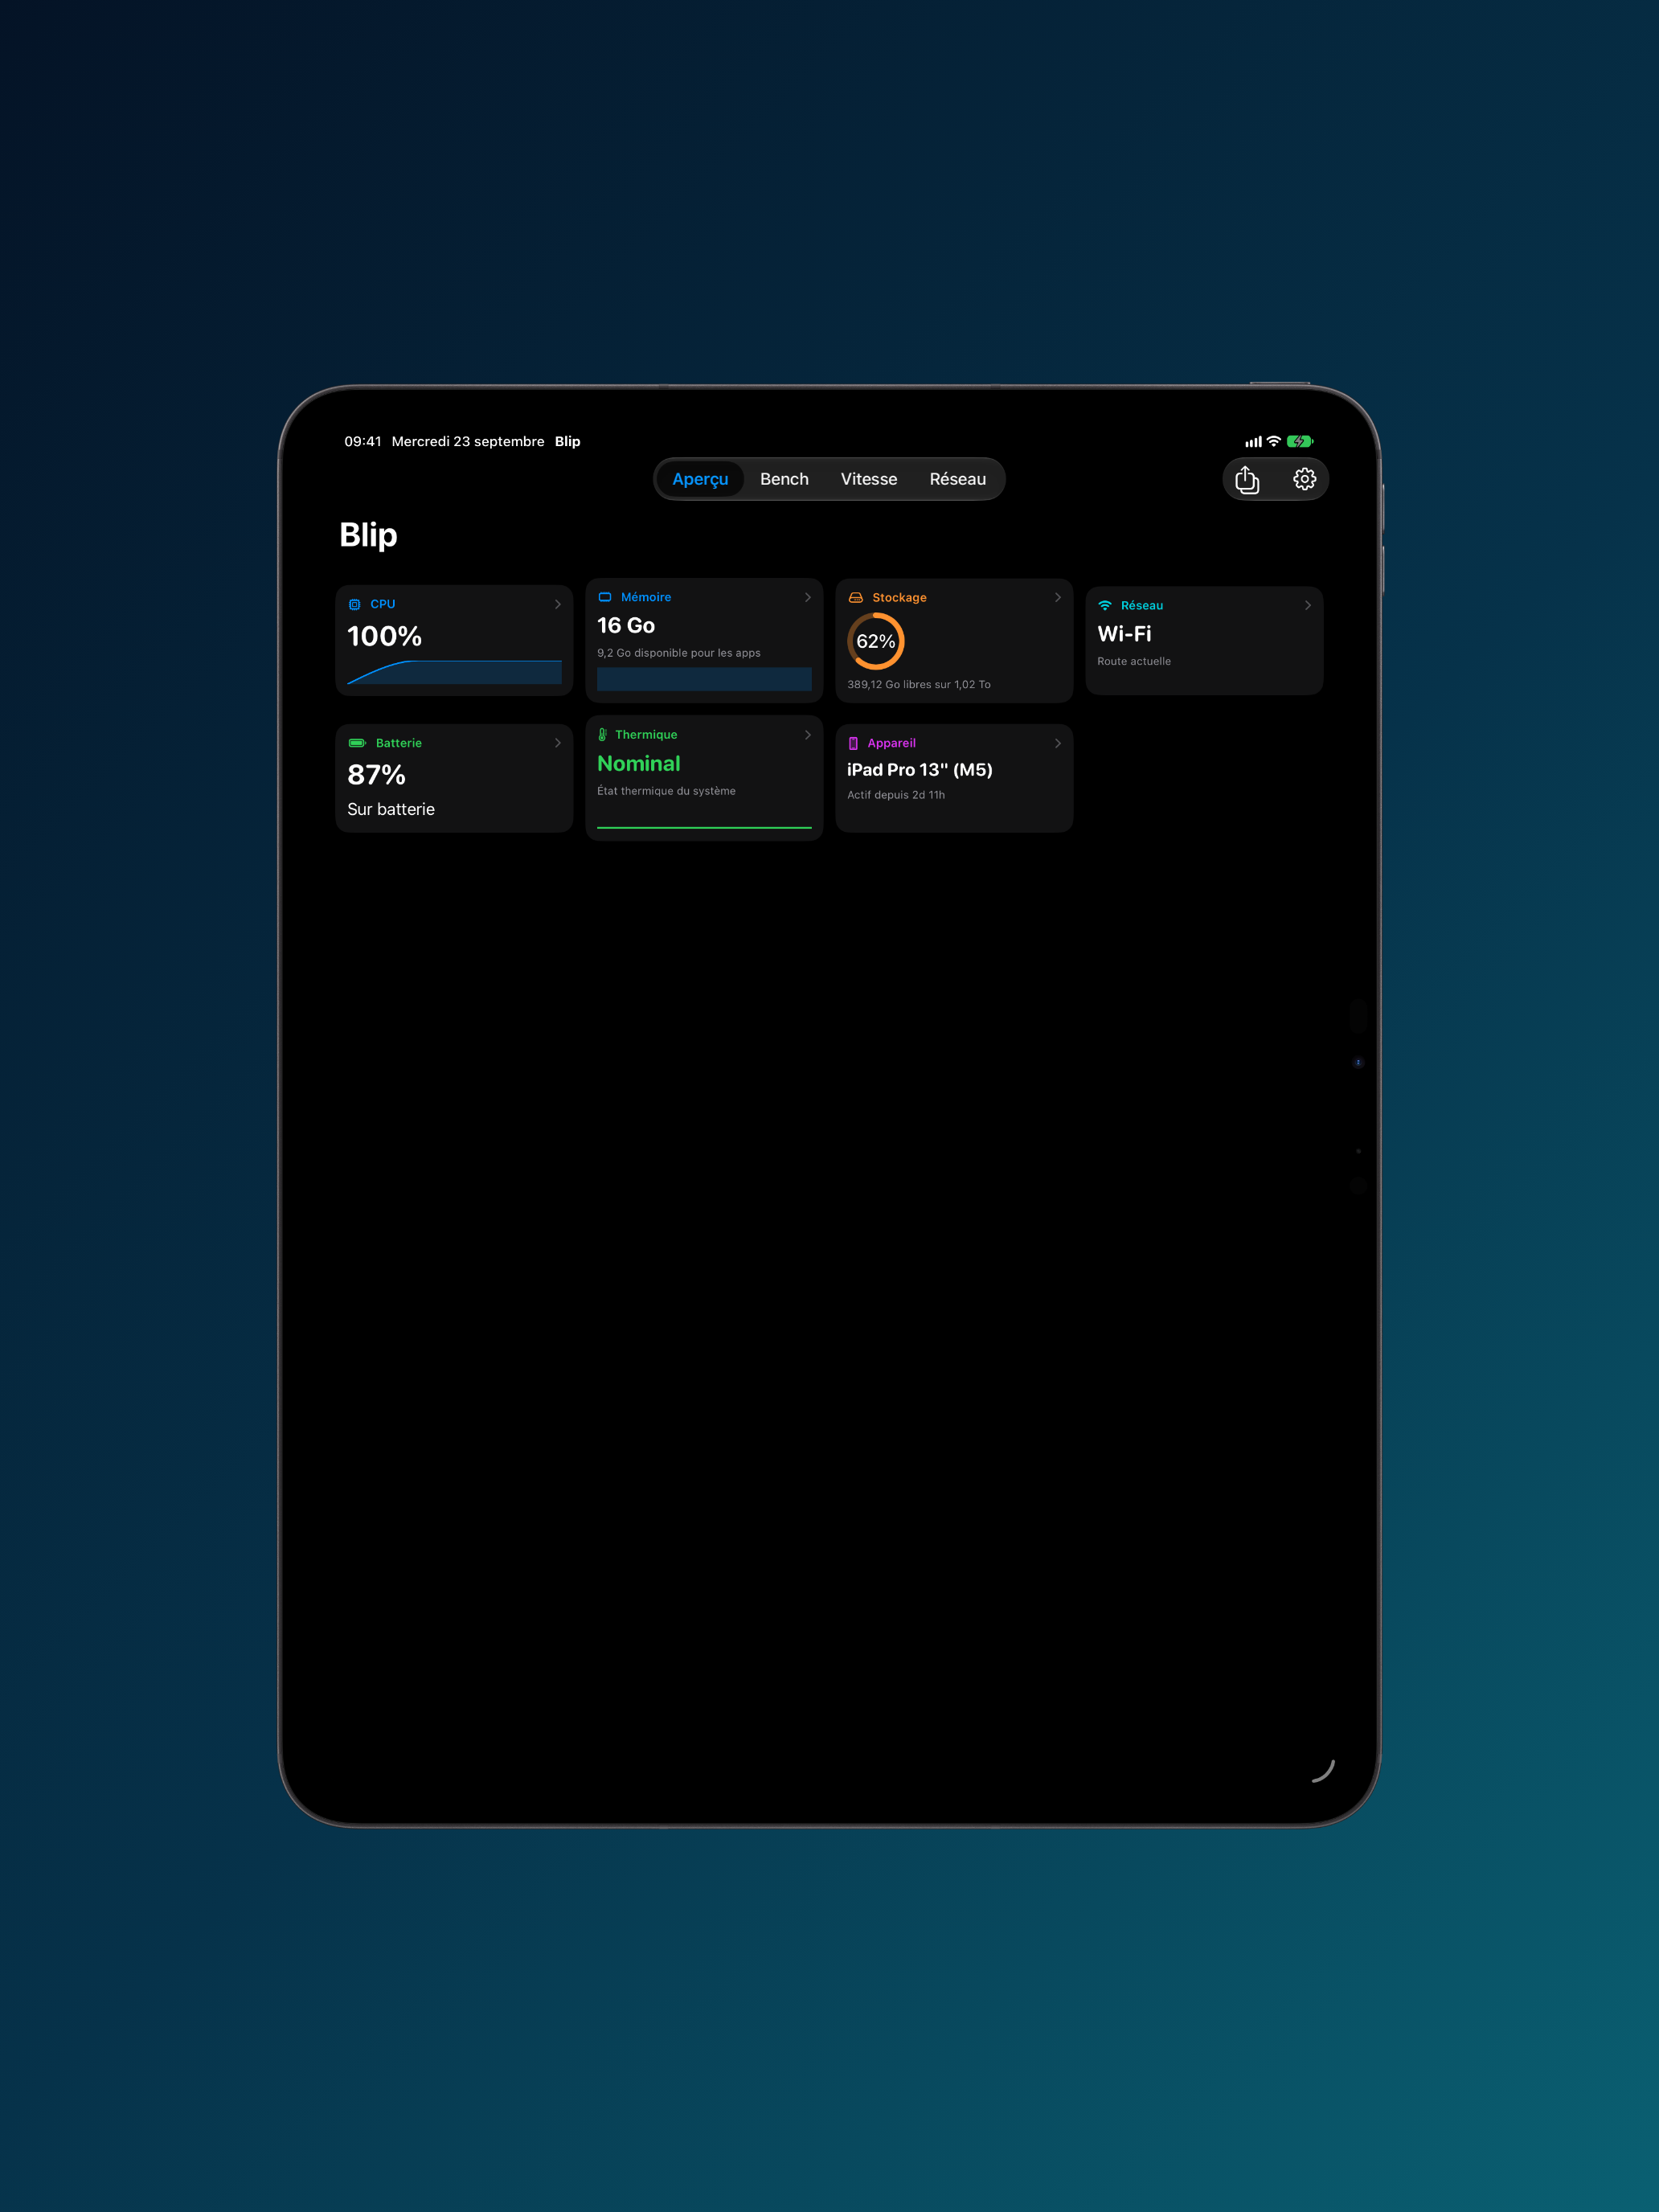 09:41 Mercredi 23 septembre Blip
Aperçu Bench Vitesse Réseau
Blip
CPU
100%
Mémoire
16 Go
9,2 Go disponible pour les apps
Stockage
62%
389,12 Go libres sur 1,02 To
Réseau
Wi-Fi
Route actuelle
Batterie
87%
Sur batterie
Thermique
Nominal
État thermique du système
Appareil
iPad Pro 13" (M5)
Actif depuis 2d 11h